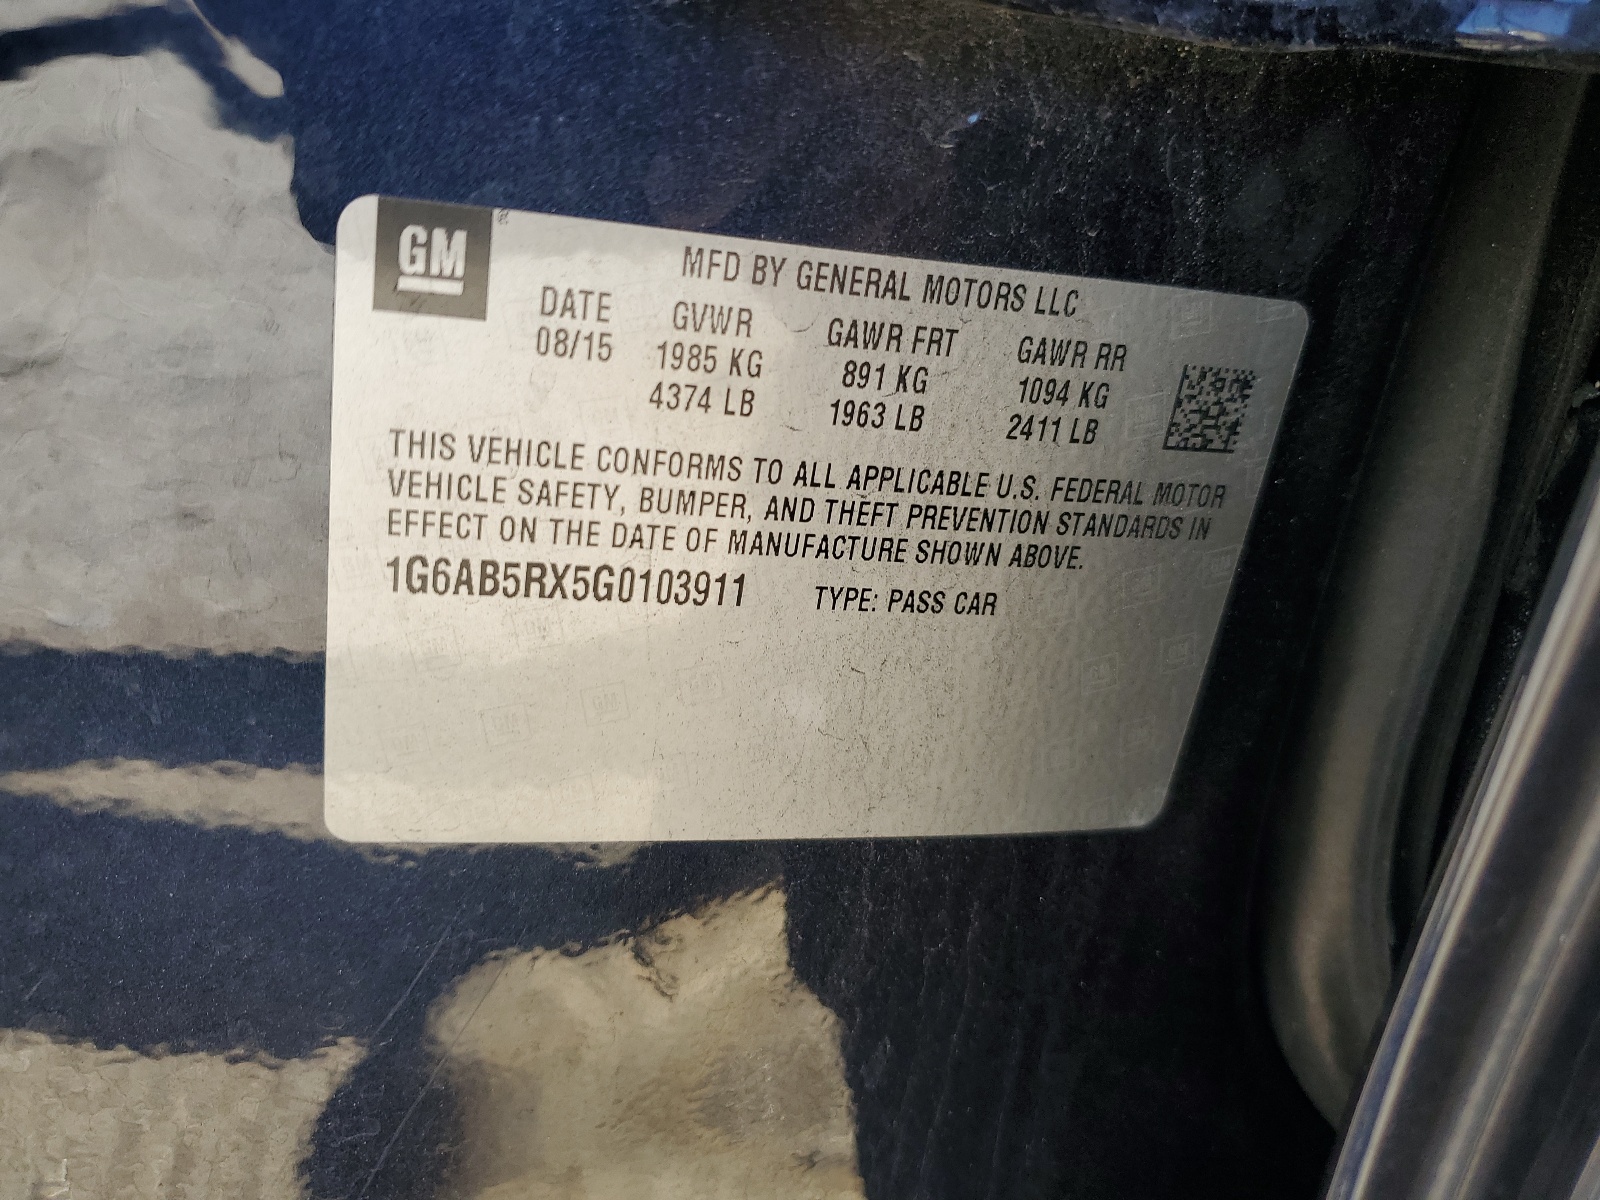 GM
MFD BY GENERAL MOTORS LLC
DATE GVWR GAWR FRT GAWR RR
08/15 1985 KG 891 KG 1094 KG
4374 LB 1963 LB 2411 LB
THIS VEHICLE CONFORMS TO ALL APPLICABLE U.S. FEDERAL MOTOR
VEHICLE SAFETY, BUMPER, AND THEFT PREVENTION STANDARDS IN
EFFECT ON THE DATE OF MANUFACTURE SHOWN ABOVE.
1G6AB5RX5G0103911 TYPE: PASS CAR